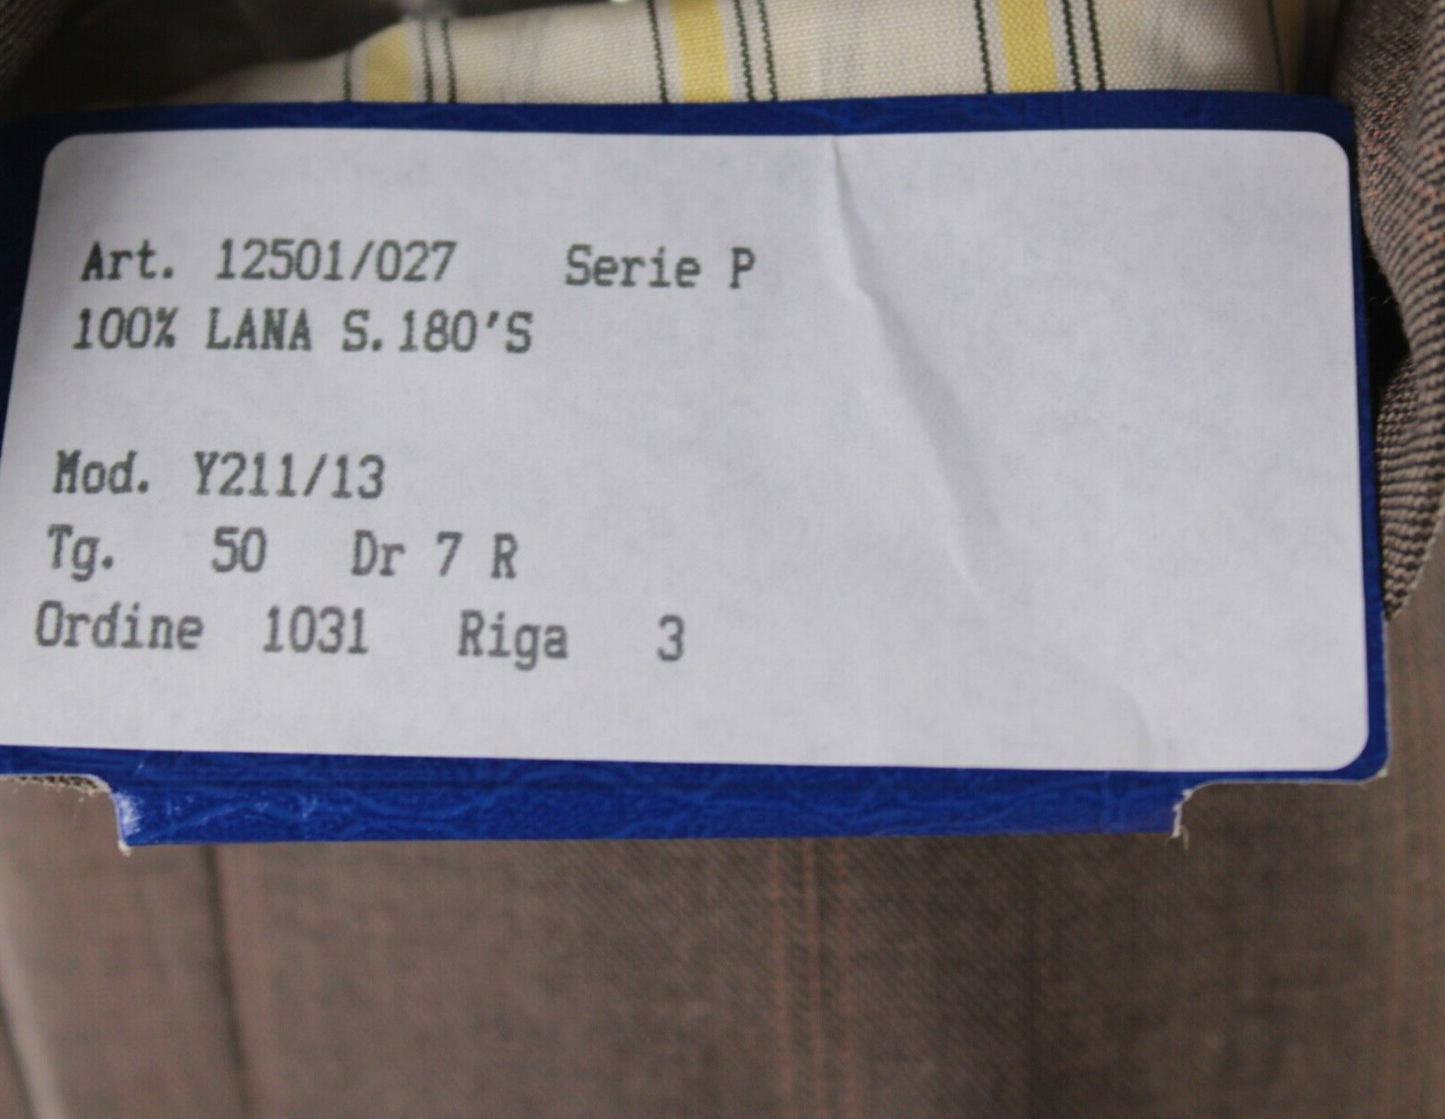 Art. 12501/027 Serie P
100% LANA S.180'S
Mod. Y211/13
Tg. 50 Dr 7 R
Ordine 1031 Riga 3